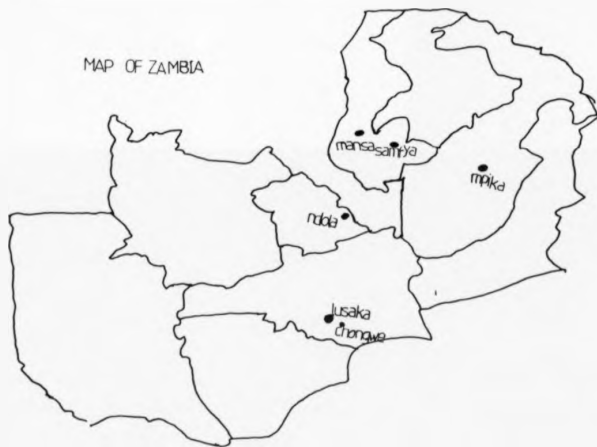 MAP OF ZAMBIA
mansa
samfya
mpika
ndola
lusaka
chongwe